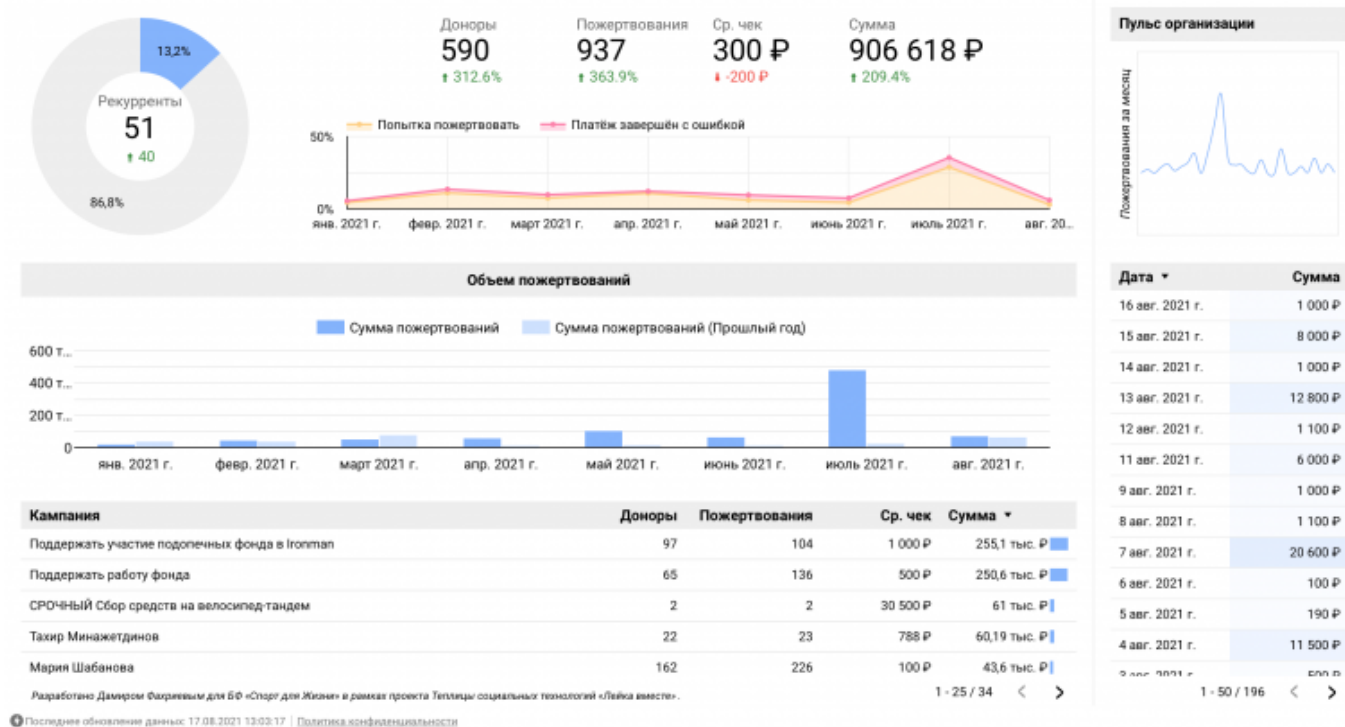 13,2%
Рекурренты
51
40
86,8%
Доноры
590
312.6%
Пожертвования
937
363.9%
Ср. чек
300 ₽
-200 ₽
Сумма
906 618 ₽
209.4%
Попытка пожертвовать
Платёж завершён с ошибкой
50%
0%
янв. 2021 г.
февр. 2021 г.
март 2021 г.
апр. 2021 г.
май 2021 г.
июнь 2021 г.
июль 2021 г.
авг. 20...
Объем пожертвований
Сумма пожертвований
Сумма пожертвований (Прошлый год)
600 т...
400 т...
200 т...
0
янв. 2021 г.
февр. 2021 г.
март 2021 г.
апр. 2021 г.
май 2021 г.
июнь 2021 г.
июль 2021 г.
авг. 2021 г.
Кампания Доноры Пожертвования Ср. чек Сумма
Поддержать участие подопечных фонда в Ironman 97 104 1 000 ₽ 255,1 тыс. ₽
Поддержать работу фонда 65 136 500 ₽ 250,6 тыс. ₽
СРОЧНЫЙ Сбор средств на велосипед-тандем 2 2 30 500 ₽ 61 тыс. ₽
Тахир Минажетдинов 22 23 788 ₽ 60,19 тыс. ₽
Мария Шабанова 162 226 100 ₽ 43,6 тыс. ₽
Разработано Дамиром Фахриевым для БФ «Спорт для Жизни» в рамках проекта Теплицы социальных технологий «Лейка вместе».
1 - 25 / 34
Последнее обновление данных: 17.08.2021 13:03:17 | Политика конфиденциальности
Пульс организации
Пожертвования за месяц
Дата Сумма
16 авг. 2021 г. 1 000 ₽
15 авг. 2021 г. 8 000 ₽
14 авг. 2021 г. 1 000 ₽
13 авг. 2021 г. 12 800 ₽
12 авг. 2021 г. 1 100 ₽
11 авг. 2021 г. 6 000 ₽
9 авг. 2021 г. 1 000 ₽
8 авг. 2021 г. 1 100 ₽
7 авг. 2021 г. 20 600 ₽
6 авг. 2021 г. 100 ₽
5 авг. 2021 г. 190 ₽
4 авг. 2021 г. 11 500 ₽
3 авг. 2021 г. 500 ₽
1 - 50 / 196